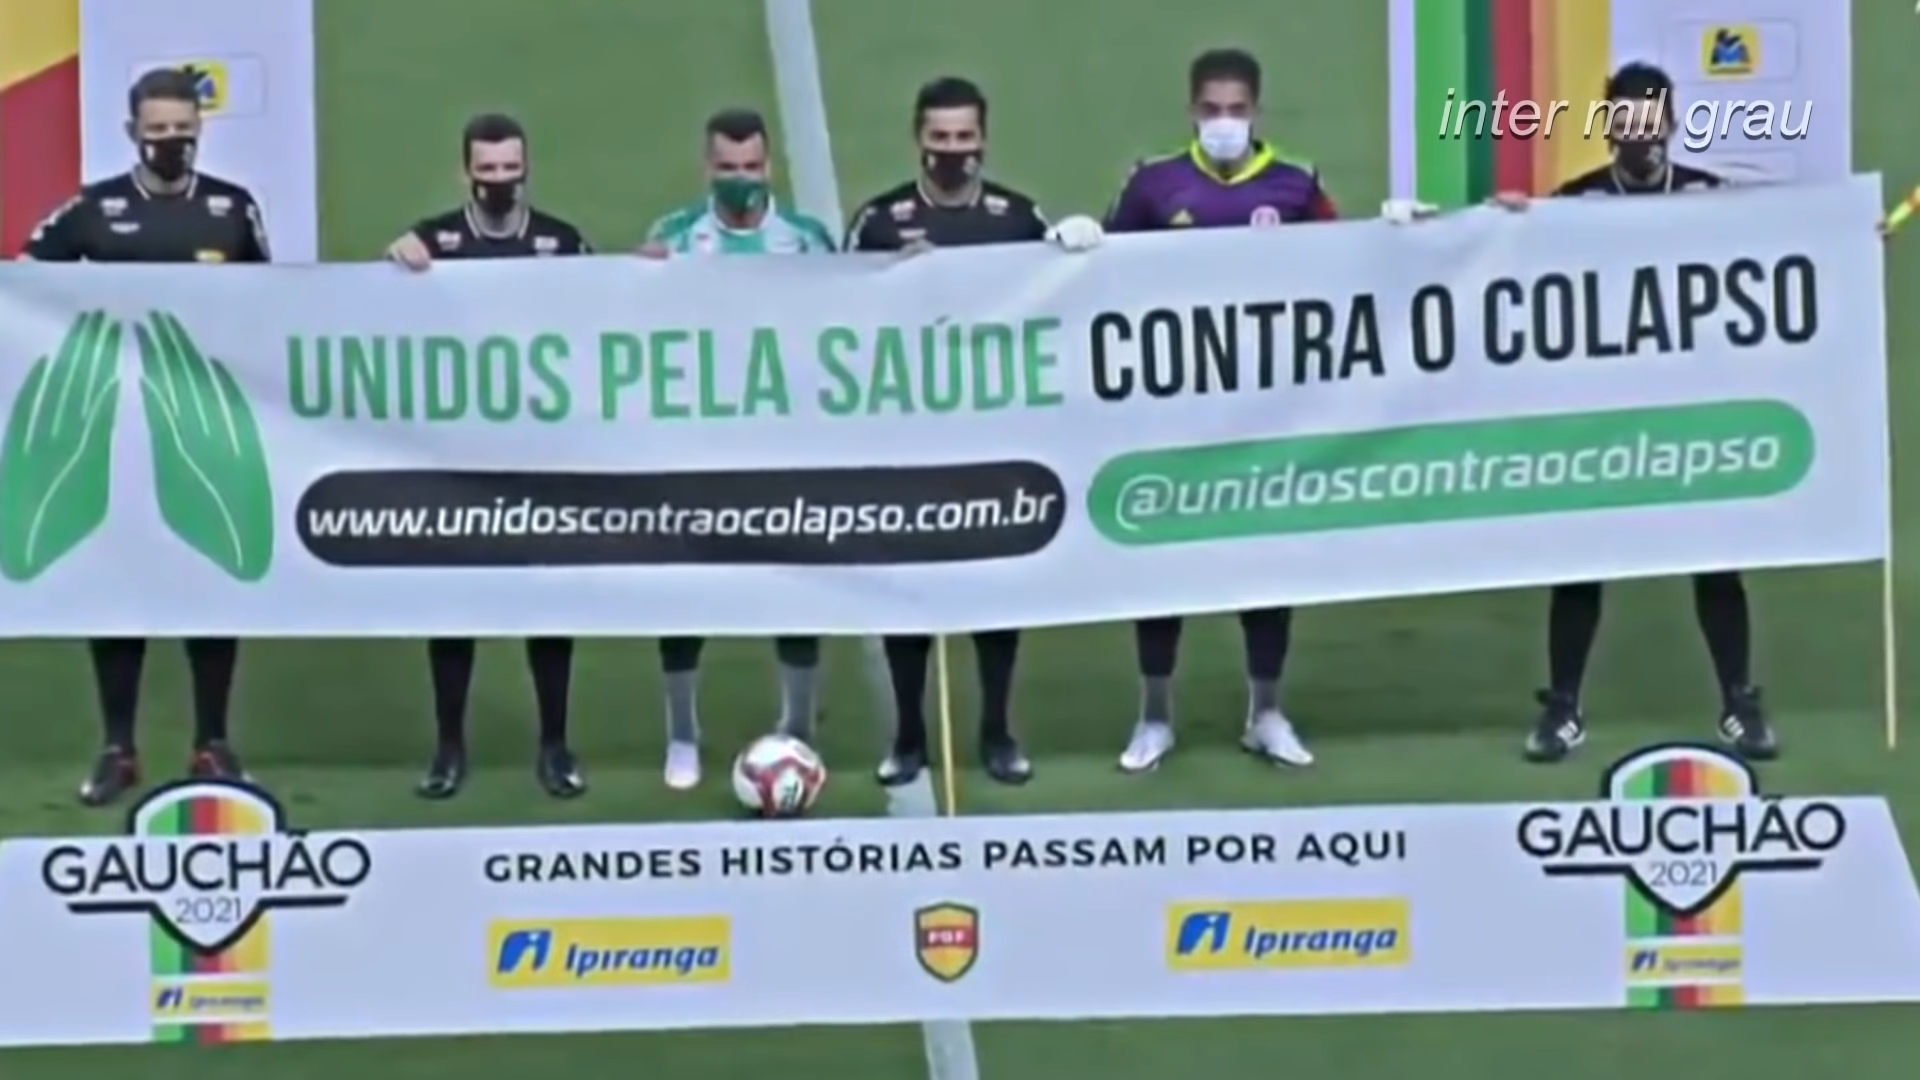 inter mil grau
UNIDOS PELA SAÚDE CONTRA O COLAPSO
www.unidoscontraocolapso.com.br @unidoscontraocolapso
GAUCHÃO
2021
GRANDES HISTÓRIAS PASSAM POR AQUI
GAUCHÃO
2021
Ipiranga
FGF
Ipiranga
Ipiranga
Ipiranga